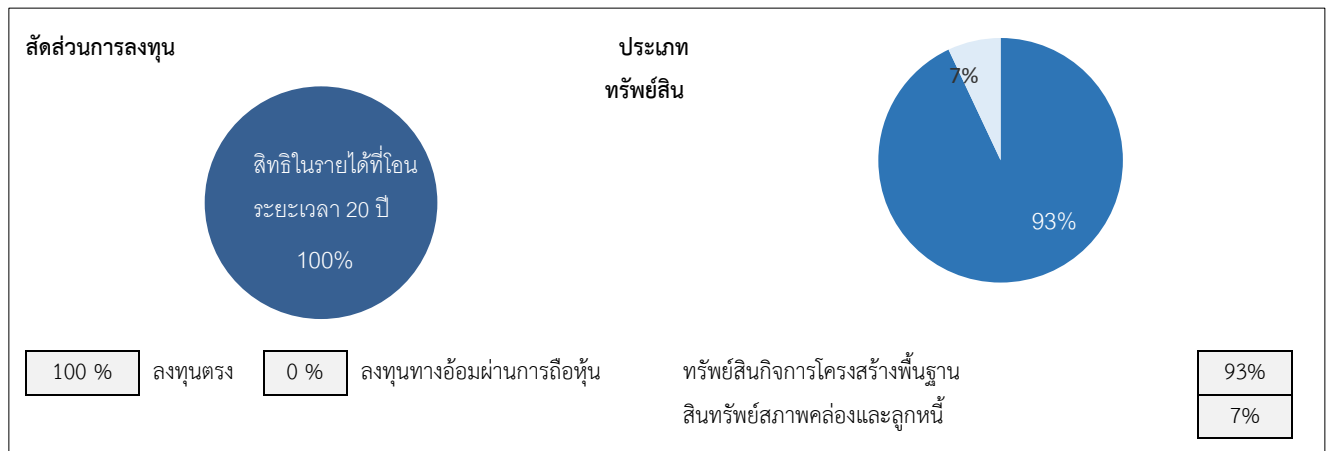 สัดส่วนการลงทุน
สิทธิในรายได้ที่โอน
ระยะเวลา 20 ปี
100%
ประเภท
ทรัพย์สิน
7%
93%
100 % ลงทุนตรง 0 % ลงทุนทางอ้อมผ่านการถือหุ้น
ทรัพย์สินกิจการโครงสร้างพื้นฐาน 93%
สินทรัพย์สภาพคล่องและลูกหนี้ 7%